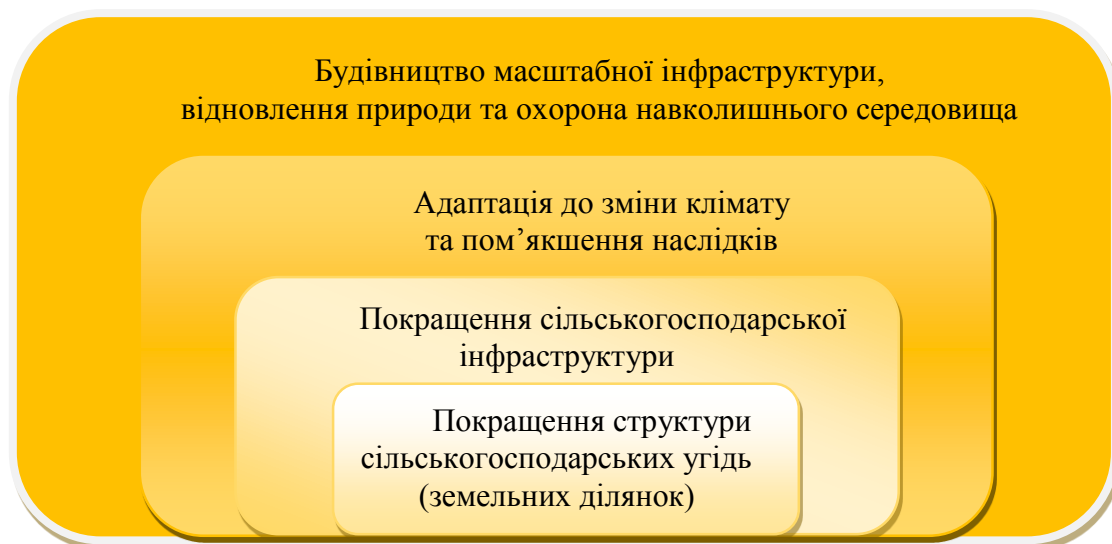 Будівництво масштабної інфраструктури,
відновлення природи та охорона навколишнього середовища
Адаптація до зміни клімату
та пом’якшення наслідків
Покращення сільськогосподарської
інфраструктури
Покращення структури
сільськогосподарських угідь
(земельних ділянок)